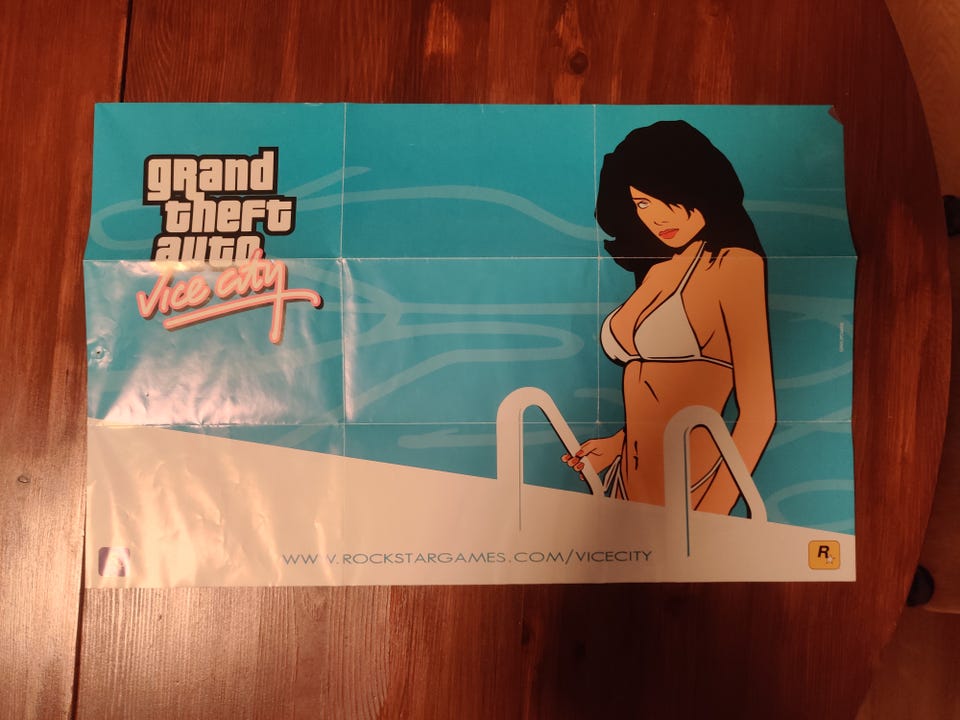 grand
theft
auto
Vice City
WWW.ROCKSTARGAMES.COM/VICECITY
R